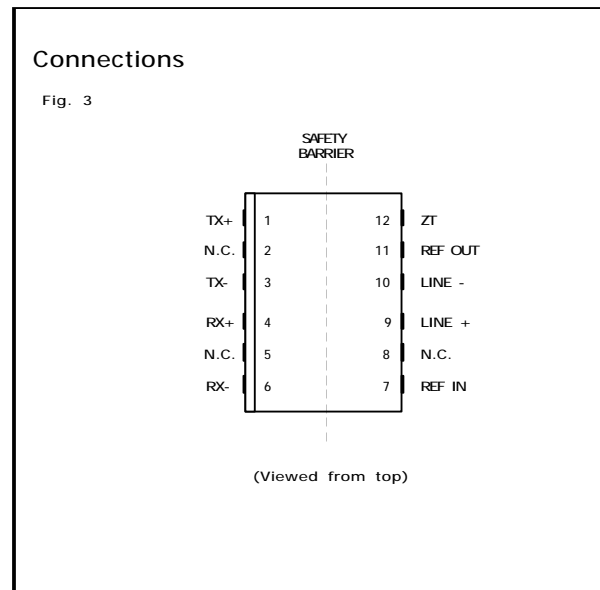 Connections
Fig. 3
SAFETY
BARRIER
TX+ 1 12 ZT
N.C. 2 11 REF OUT
TX- 3 10 LINE -
RX+ 4 9 LINE +
N.C. 5 8 N.C.
RX- 6 7 REF IN
(Viewed from top)